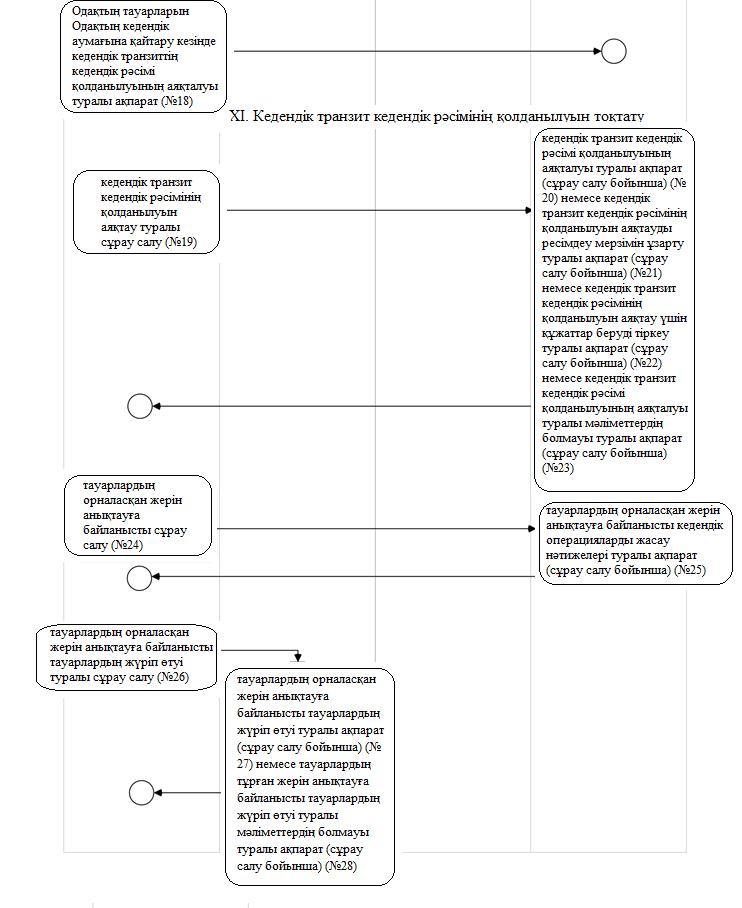 Одақтың тауарларын
Одақтың кедендік
аумағына қайтару кезінде
кедендік транзиттің
кедендік рәсімі
қолданылуының аяқталуы
туралы ақпарат (№18)
XI. Кедендік транзит кедендік рәсімінің қолданылуын тоқтату
кедендік транзит
кедендік рәсімінің
қолданылуын
аяқтау туралы
сұрау салу (№19)
кедендік транзит кедендік
рәсімі қолданылуының
аяқталуы туралы ақпарат
(сұрау салу бойынша) (№
20) немесе кедендік
транзит кедендік рәсімінің
қолданылуын аяқтауды
ресімдеу мерзімін ұзарту
туралы ақпарат (сұрау
салу бойынша) (№21)
немесе кедендік транзит
кедендік рәсімінің
қолданылуын аяқтау үшін
құжаттар беруді тіркеу
туралы ақпарат (сұрау
салу бойынша) (№22)
немесе кедендік транзит
кедендік рәсімі
қолданылуының аяқталуы
туралы мәліметтердің
болмауы туралы ақпарат
(сұрау салу бойынша)
(№23)
тауарлардың
орналасқан жерін
анықтауға
байланысты сұрау
салу (№24)
тауарлардың орналасқан жерін
анықтауға байланысты кедендік
операцияларды жасау
нәтижелері туралы ақпарат
(сұрау салу бойынша) (№25)
тауарлардың орналасқан
жерін анықтауға байланысты
тауарлардың жүріп өтуі
туралы сұрау салу (№26)
тауарлардың орналасқан
жерін анықтауға
байланысты тауарлардың
жүріп өтуі туралы ақпарат
(сұрау салу бойынша) (№
27) немесе тауарлардың
тұрған жерін анықтауға
байланысты тауарлардың
жүріп өтуі туралы
мәліметтердің болмауы
туралы ақпарат (сұрау
салу бойынша) (№28)